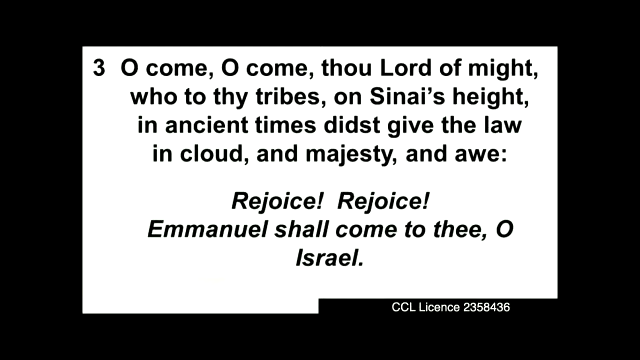 3 O come, O come, thou Lord of might,
who to thy tribes, on Sinai's height,
in ancient times didst give the law
in cloud, and majesty, and awe:
Rejoice! Rejoice!
Emmanuel shall come to thee, O
Israel.
CCL Licence 2358436